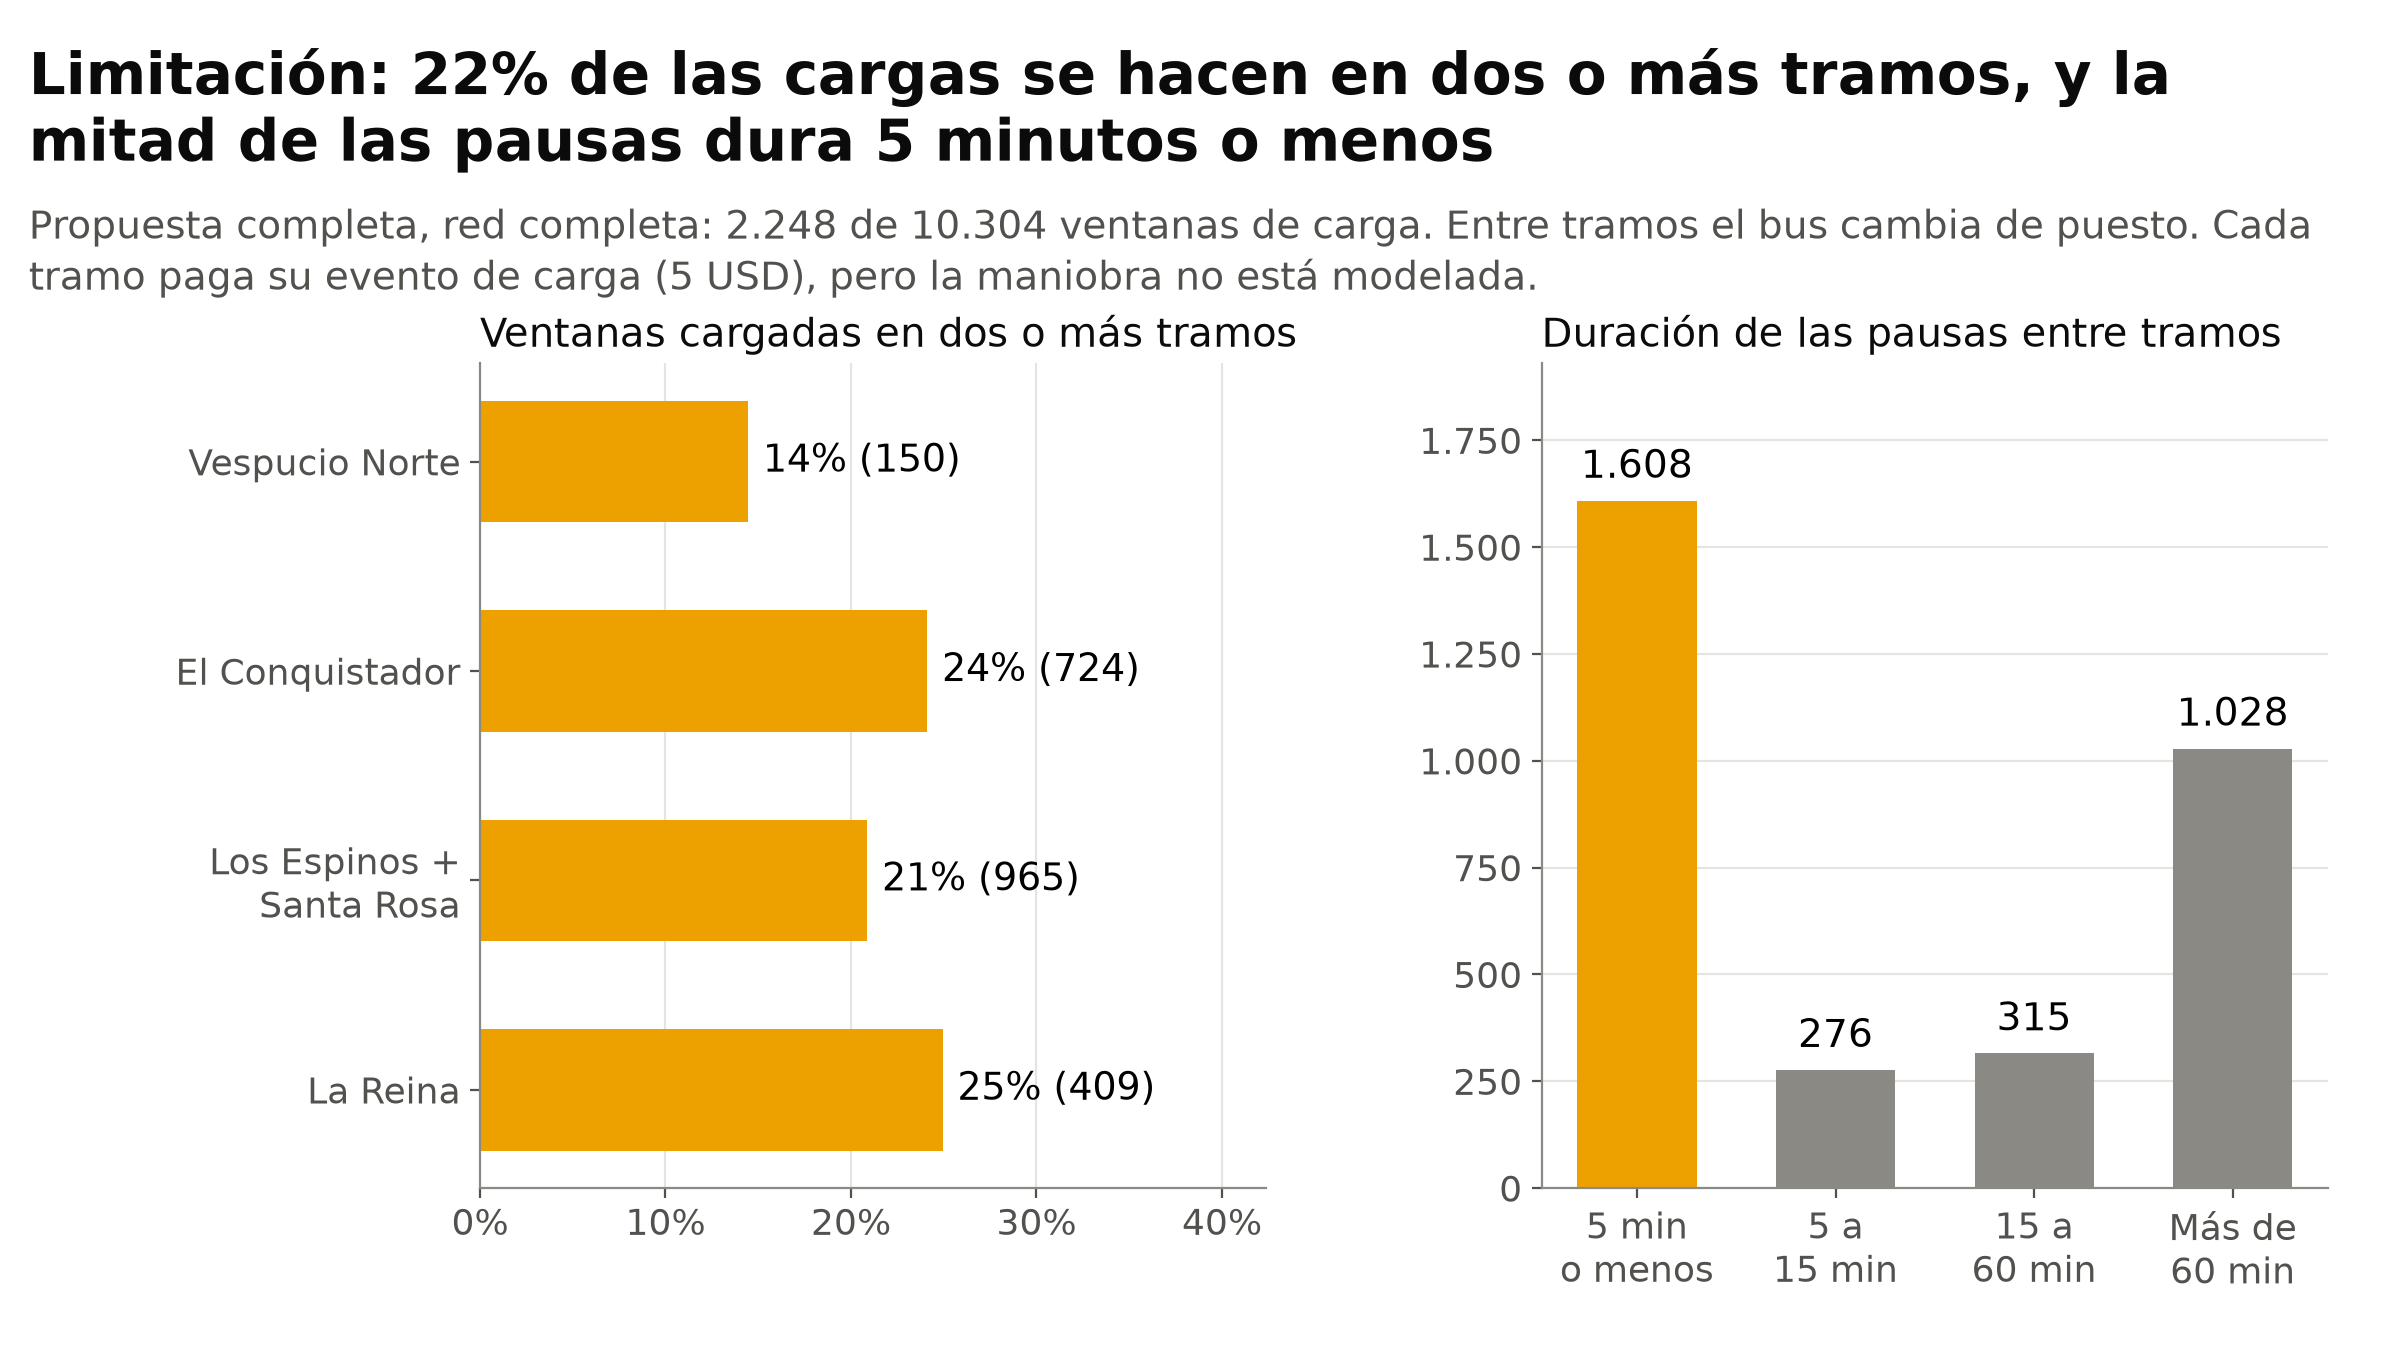 Limitación: 22% de las cargas se hacen en dos o más tramos, y la
mitad de las pausas dura 5 minutos o menos
Propuesta completa, red completa: 2.248 de 10.304 ventanas de carga. Entre tramos el bus cambia de puesto. Cada
tramo paga su evento de carga (5 USD), pero la maniobra no está modelada.
Ventanas cargadas en dos o más tramos
Vespucio Norte
14% (150)
El Conquistador
24% (724)
Los Espinos +
Santa Rosa
21% (965)
La Reina
25% (409)
0%
10%
20%
30%
40%
Duración de las pausas entre tramos
1.750
1.500
1.250
1.000
750
500
250
0
1.608
276
315
1.028
5 min
o menos
5 a
15 min
15 a
60 min
Más de
60 min